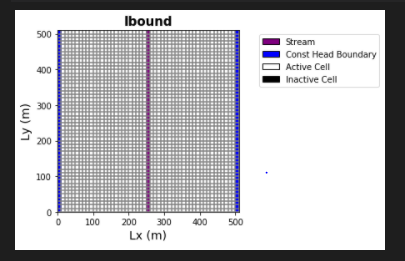 Ibound
Stream
Const Head Boundary
Active Cell
Inactive Cell
Ly (m)
500
400
300
200
100
0
0 100 200 300 400 500
Lx (m)